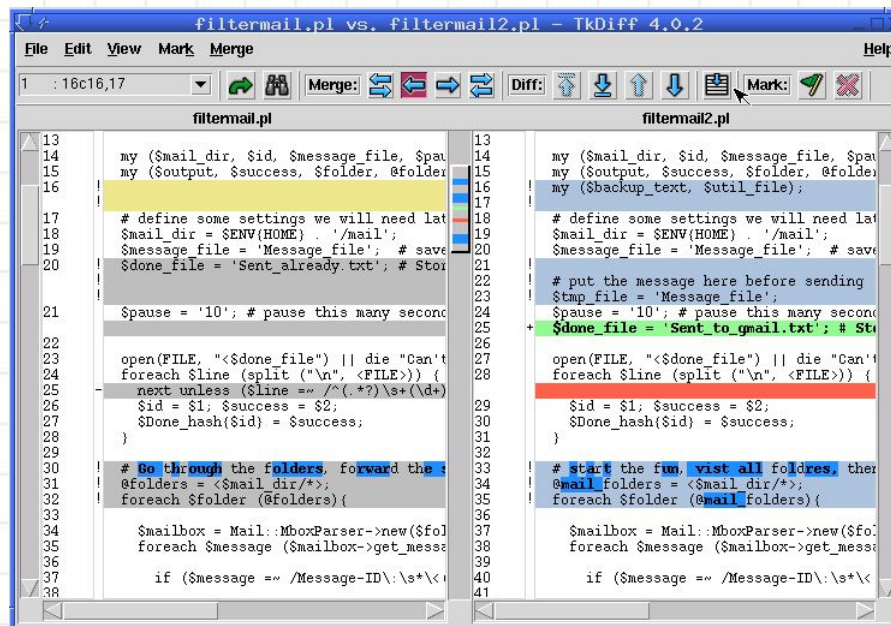 filtermail.pl vs. filtermail2.pl - TkDiff 4.0.2
File Edit View Mark Merge Help
1 : 16c16,17 Merge: Diff: Mark:
filtermail.pl
13
14 my ($mail_dir, $id, $message_file, $pau
15 my ($output, $success, $folder, @folder
16 !
!
17 # define some settings we will need lat
18 $mail_dir = $ENV{HOME} . '/mail';
19 $message_file = 'Message_file'; # save
20 ! $done_file = 'Sent_already.txt'; # Stor
!
!
21 $pause = '10'; # pause this many second
22
23 open(FILE, "<$done_file") || die "Can't
24 foreach $line (split ("\n", <FILE>)) {
25 - next unless ($line =~ /^(.*?)\s+(\d+)
26 $id = $1; $success = $2;
27 $Done_hash{$id} = $success;
28 }
29
30 ! # Go through the folders, forward the s
31 ! @folders = <$mail_dir/*>;
32 ! foreach $folder (@folders){
33
34 $mailbox = Mail::MboxParser->new($fol
35 foreach $message ($mailbox->get_messa
36
37 if ($message =~ /Message-ID\:\s*\<
38
filtermail2.pl
13
14 my ($mail_dir, $id, $message_file, $pau
15 my ($output, $success, $folder, @folder
16 ! my ($backup_text, $util_file);
17 !
18 # define some settings we will need lat
19 $mail_dir = $ENV{HOME} . '/mail';
20 $message_file = 'Message_file'; # save
21 !
22 ! # put the message here before sending
23 ! $tmp_file = 'Message_file';
24 $pause = '10'; # pause this many second
25 + $done_file = 'Sent_to_gmail.txt'; # Sto
26
27 open(FILE, "<$done_file") || die "Can't
28 foreach $line (split ("\n", <FILE>)) {
29 $id = $1; $success = $2;
30 $Done_hash{$id} = $success;
31 }
32
33 ! # start the fun, vist all foldres, ther
34 ! @mail_folders = <$mail_dir/*>;
35 ! foreach $folder (@mail_folders){
36
37 $mailbox = Mail::MboxParser->new($fol
38 foreach $message ($mailbox->get_messa
39
40 if ($message =~ /Message-ID\:\s*\<
41